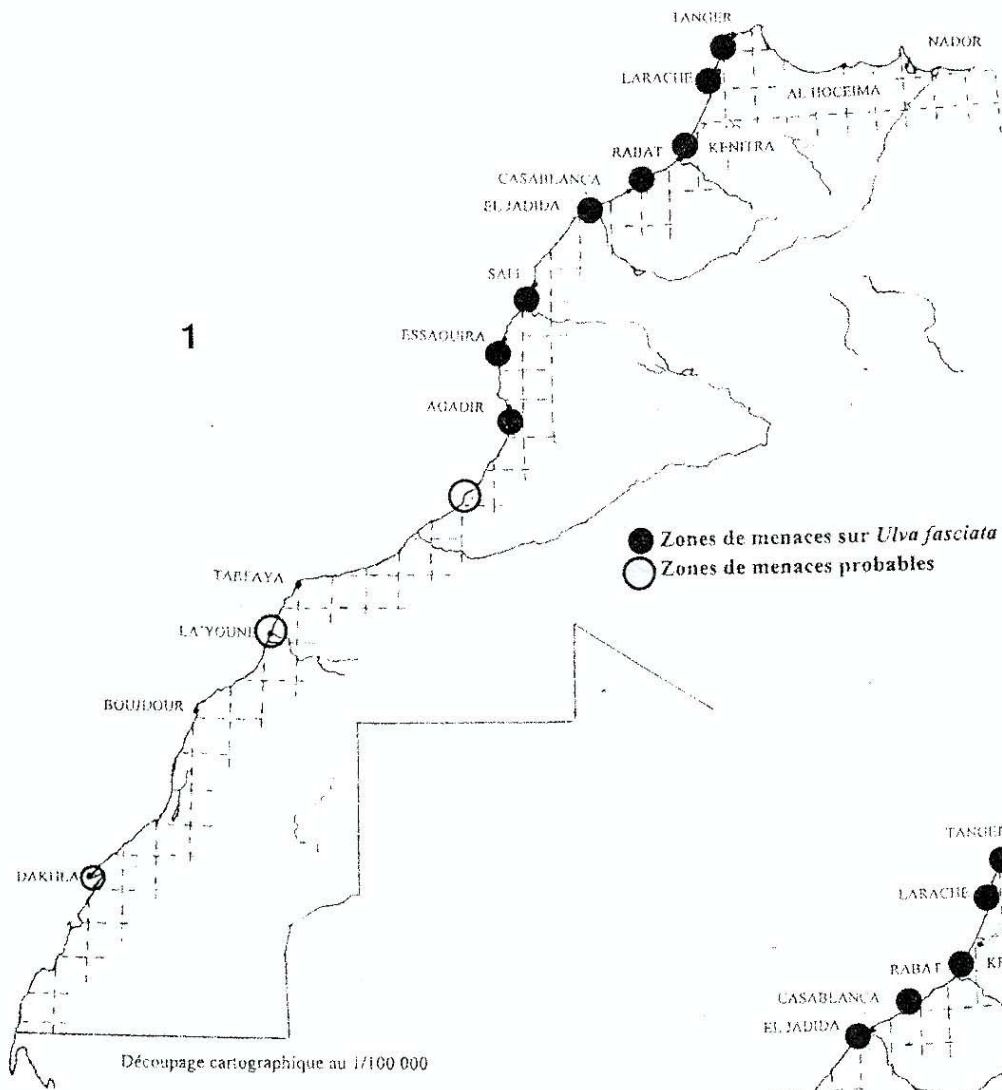 TANGER
NADOR
LARACHE
AL HOCEIMA
RABAT
KENITRA
CASABLANCA
EL JADIDA
SAFI
1
ESSAOUIRA
AGADIR
Zones de menaces sur Ulva fasciata
Zones de menaces probables
TARFAYA
LA'YOUNE
BOUJDOUR
DAKHLA
TANGER
LARACHE
RABAT
KE
CASABLANCA
EL JADIDA
Découpage cartographique au 1/100 000